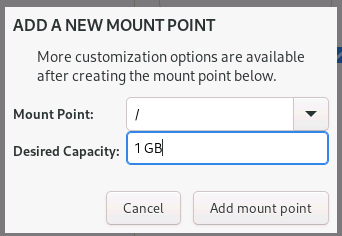 ADD A NEW MOUNT POINT
More customization options are available
after creating the mount point below.
Mount Point: /
Desired Capacity: 1 GB
Cancel Add mount point